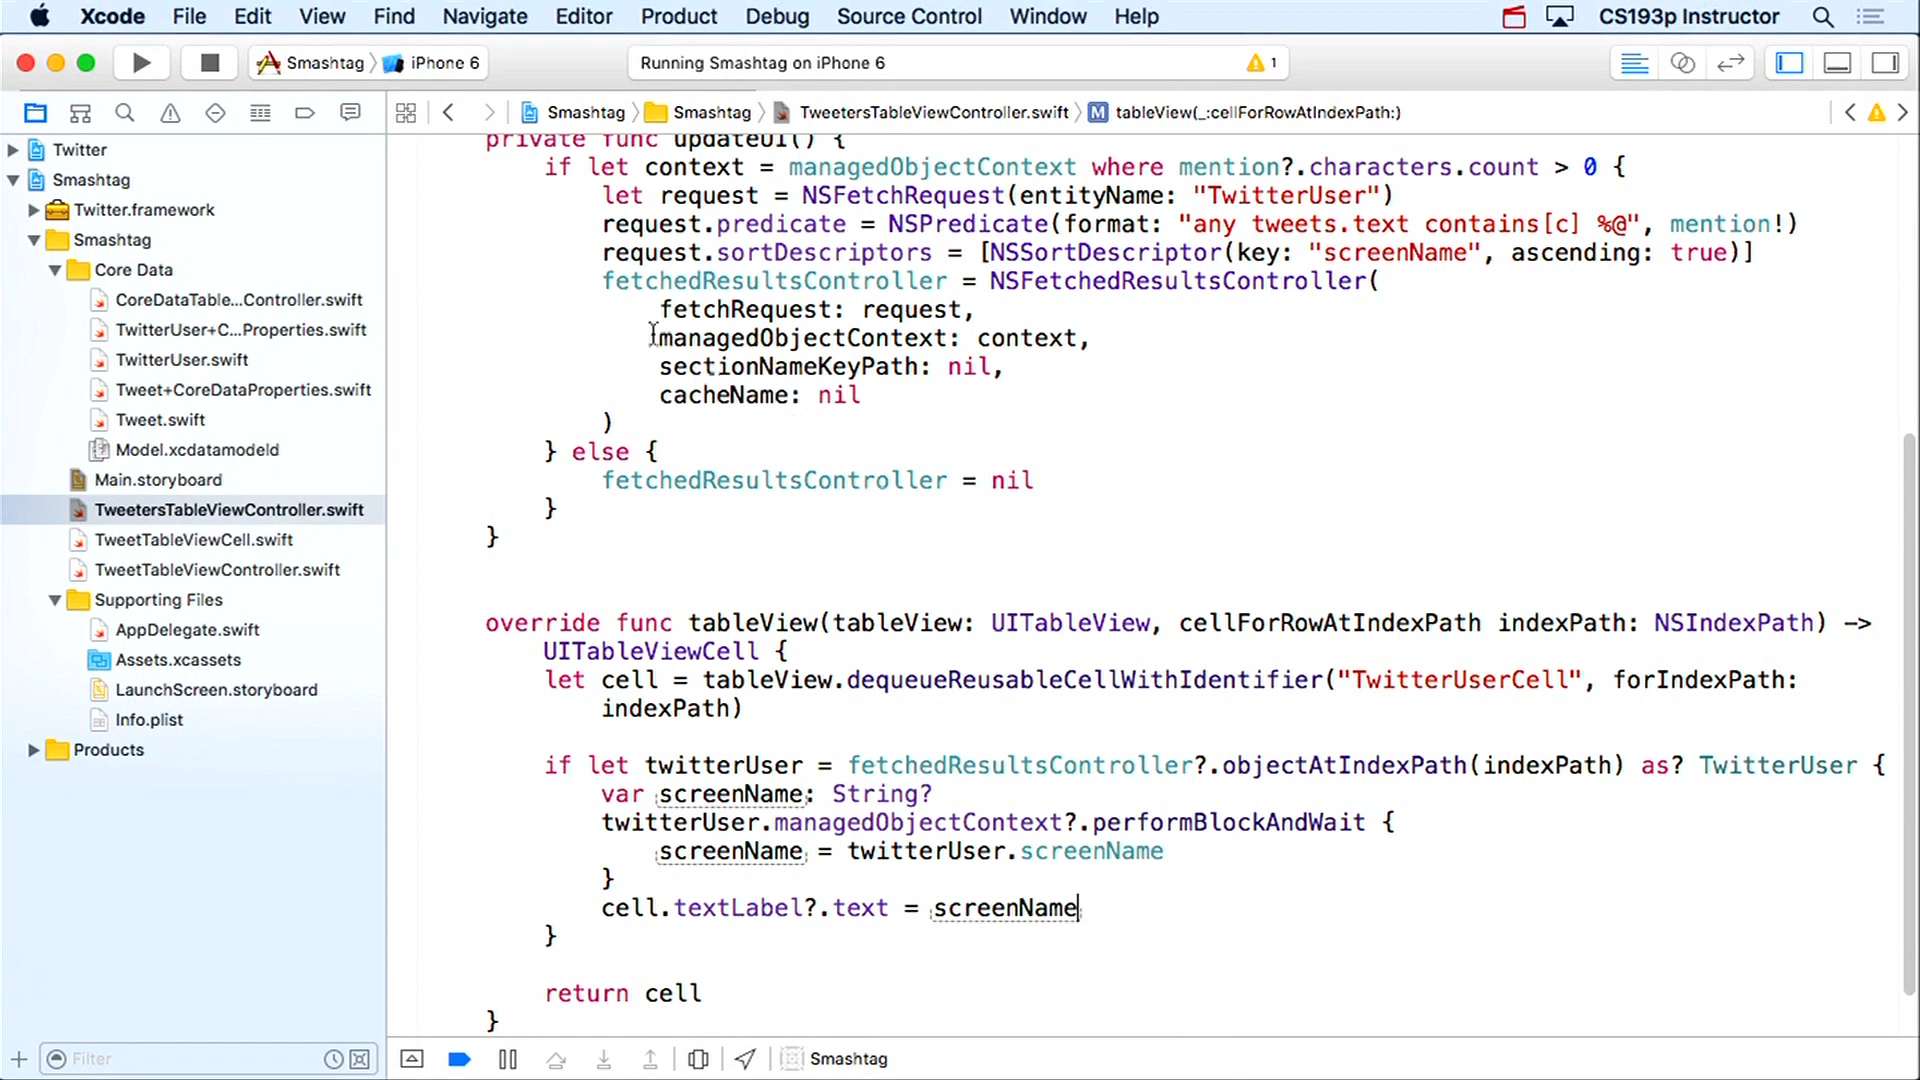 Xcode File Edit View Find Navigate Editor Product Debug Source Control Window Help CS193p Instructor
Smashtag iPhone 6 Running Smashtag on iPhone 6 1
Smashtag Smashtag TweetersTableViewController.swift M tableView(_:cellForRowAtIndexPath:)
Twitter
Smashtag
Twitter.framework
Smashtag
Core Data
CoreDataTable...Controller.swift
TwitterUser+C...Properties.swift
TwitterUser.swift
Tweet+CoreDataProperties.swift
Tweet.swift
Model.xcdatamodeld
Main.storyboard
TweetersTableViewController.swift
TweetTableViewCell.swift
TweetTableViewController.swift
Supporting Files
AppDelegate.swift
Assets.xcassets
LaunchScreen.storyboard
Info.plist
Products
Filter
private func updateUI() {
if let context = managedObjectContext where mention?.characters.count > 0 {
let request = NSFetchRequest(entityName: "TwitterUser")
request.predicate = NSPredicate(format: "any tweets.text contains[c] %@", mention!)
request.sortDescriptors = [NSSortDescriptor(key: "screenName", ascending: true)]
fetchedResultsController = NSFetchedResultsController(
fetchRequest: request,
managedObjectContext: context,
sectionNameKeyPath: nil,
cacheName: nil
)
} else {
fetchedResultsController = nil
}
}
override func tableView(tableView: UITableView, cellForRowAtIndexPath indexPath: NSIndexPath) ->
UITableViewCell {
let cell = tableView.dequeueReusableCellWithIdentifier("TwitterUserCell", forIndexPath:
indexPath)
if let twitterUser = fetchedResultsController?.objectAtIndexPath(indexPath) as? TwitterUser {
var screenName: String?
twitterUser.managedObjectContext?.performBlockAndWait {
screenName = twitterUser.screenName
}
cell.textLabel?.text = screenName
}
return cell
}
Smashtag